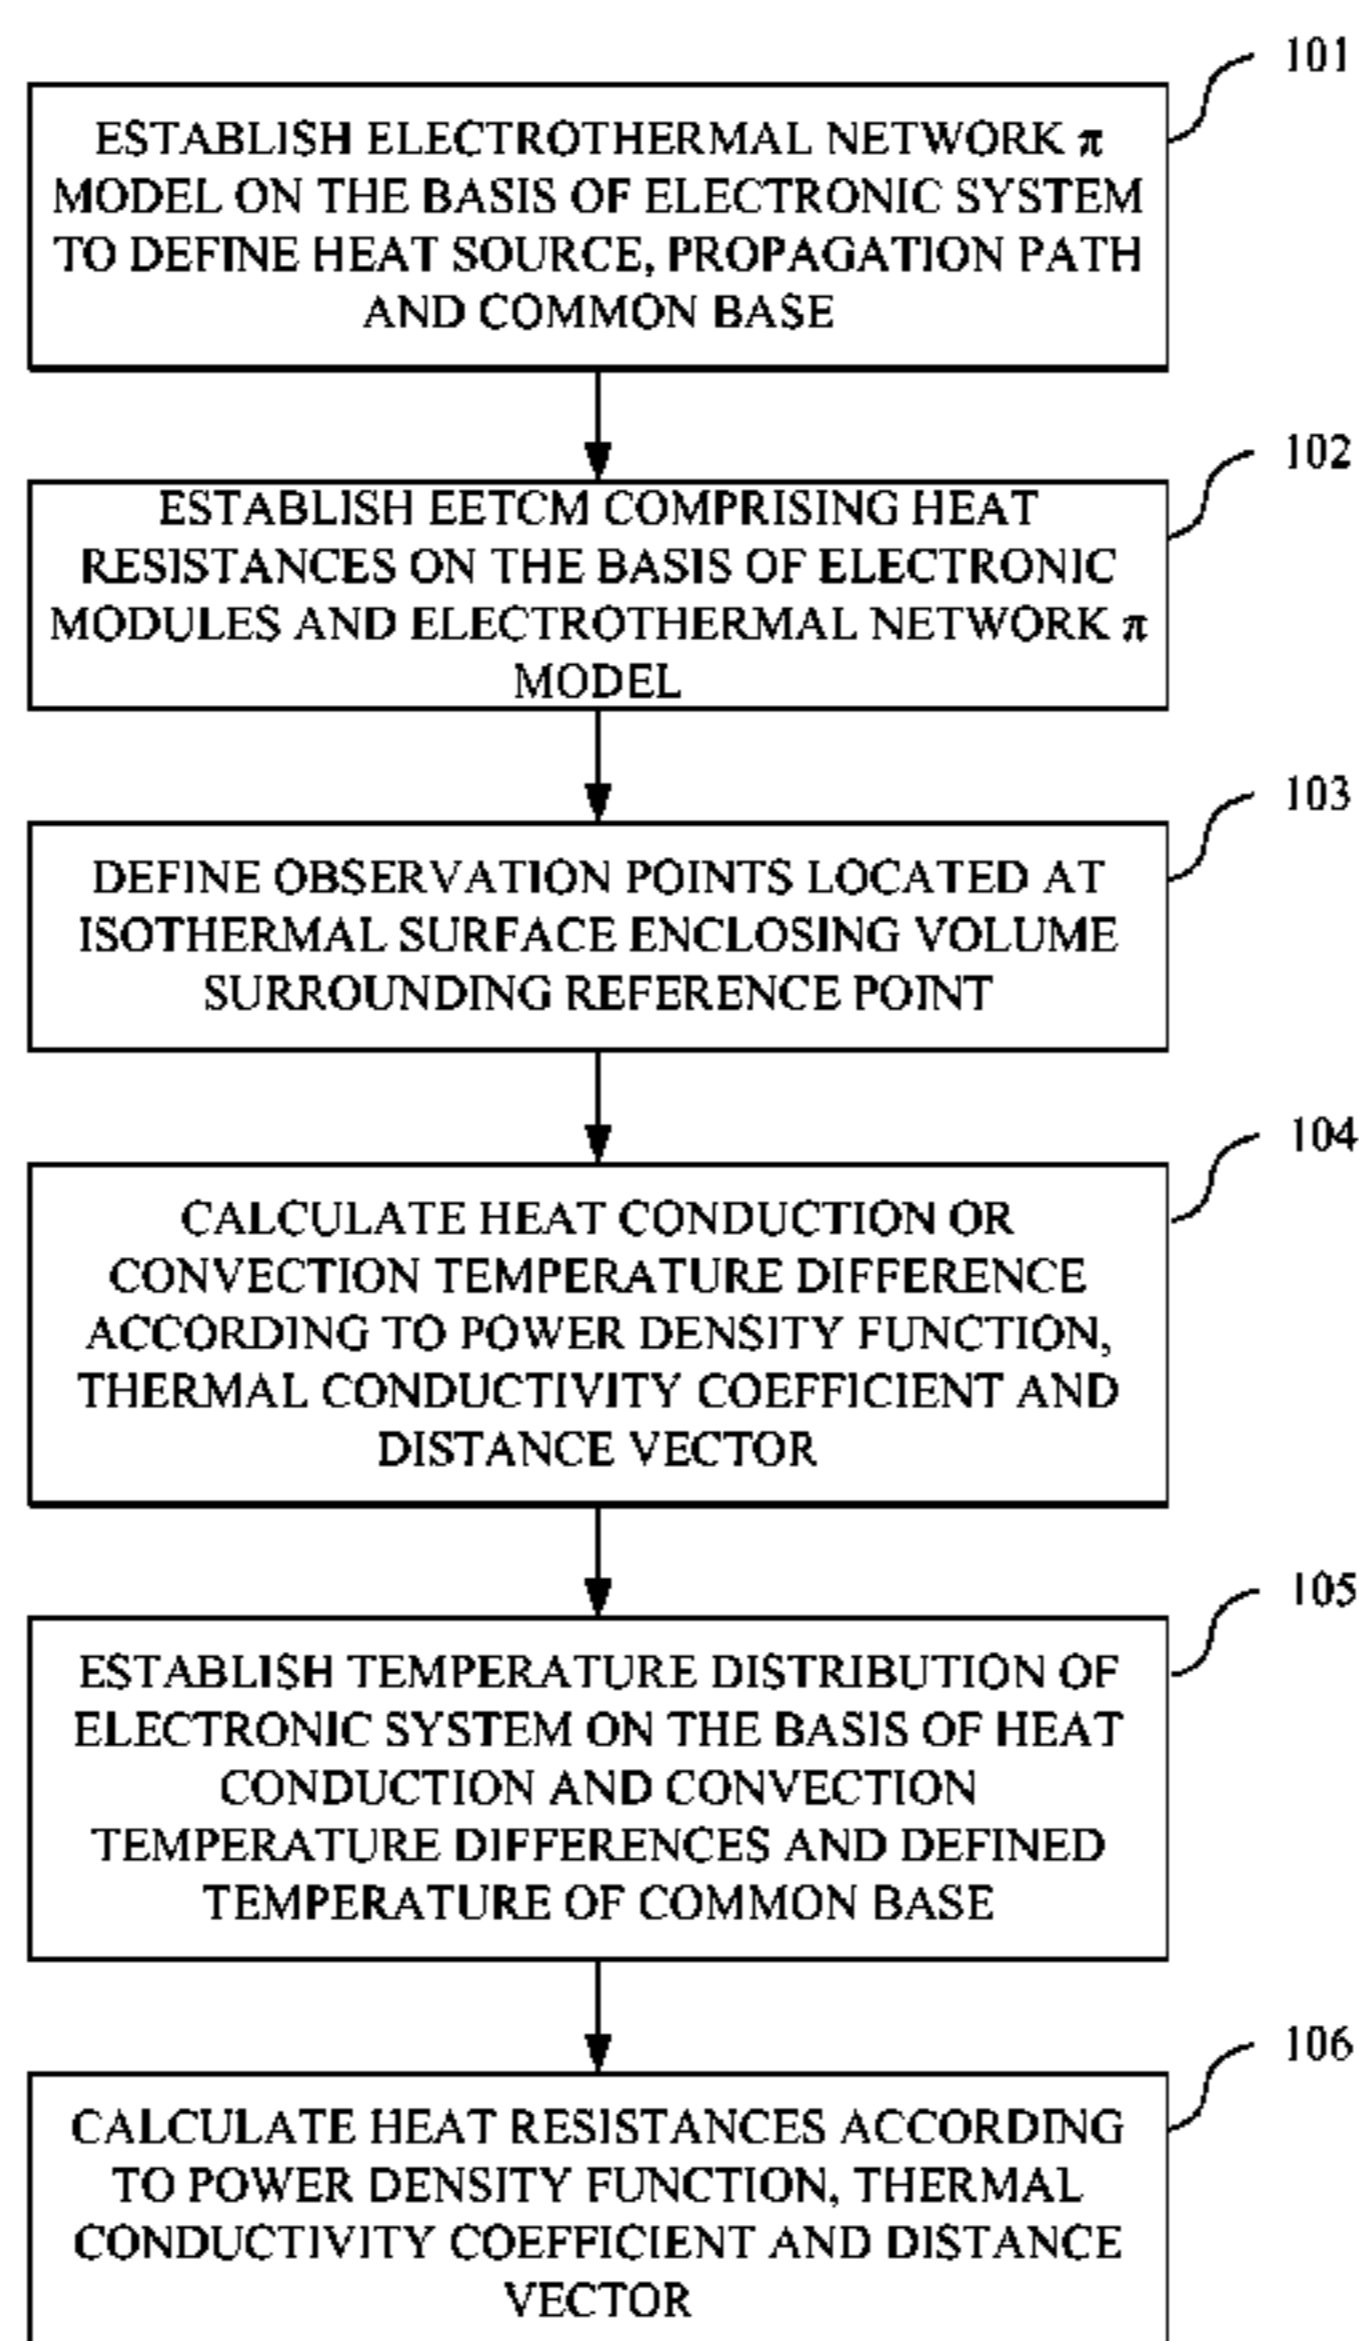 101
ESTABLISH ELECTROTHERMAL NETWORK π
MODEL ON THE BASIS OF ELECTRONIC SYSTEM
TO DEFINE HEAT SOURCE, PROPAGATION PATH
AND COMMON BASE
102
ESTABLISH EETCM COMPRISING HEAT
RESISTANCES ON THE BASIS OF ELECTRONIC
MODULES AND ELECTROTHERMAL NETWORK π
MODEL
103
DEFINE OBSERVATION POINTS LOCATED AT
ISOTHERMAL SURFACE ENCLOSING VOLUME
SURROUNDING REFERENCE POINT
104
CALCULATE HEAT CONDUCTION OR
CONVECTION TEMPERATURE DIFFERENCE
ACCORDING TO POWER DENSITY FUNCTION,
THERMAL CONDUCTIVITY COEFFICIENT AND
DISTANCE VECTOR
105
ESTABLISH TEMPERATURE DISTRIBUTION OF
ELECTRONIC SYSTEM ON THE BASIS OF HEAT
CONDUCTION AND CONVECTION
TEMPERATURE DIFFERENCES AND DEFINED
TEMPERATURE OF COMMON BASE
106
CALCULATE HEAT RESISTANCES ACCORDING
TO POWER DENSITY FUNCTION, THERMAL
CONDUCTIVITY COEFFICIENT AND DISTANCE
VECTOR